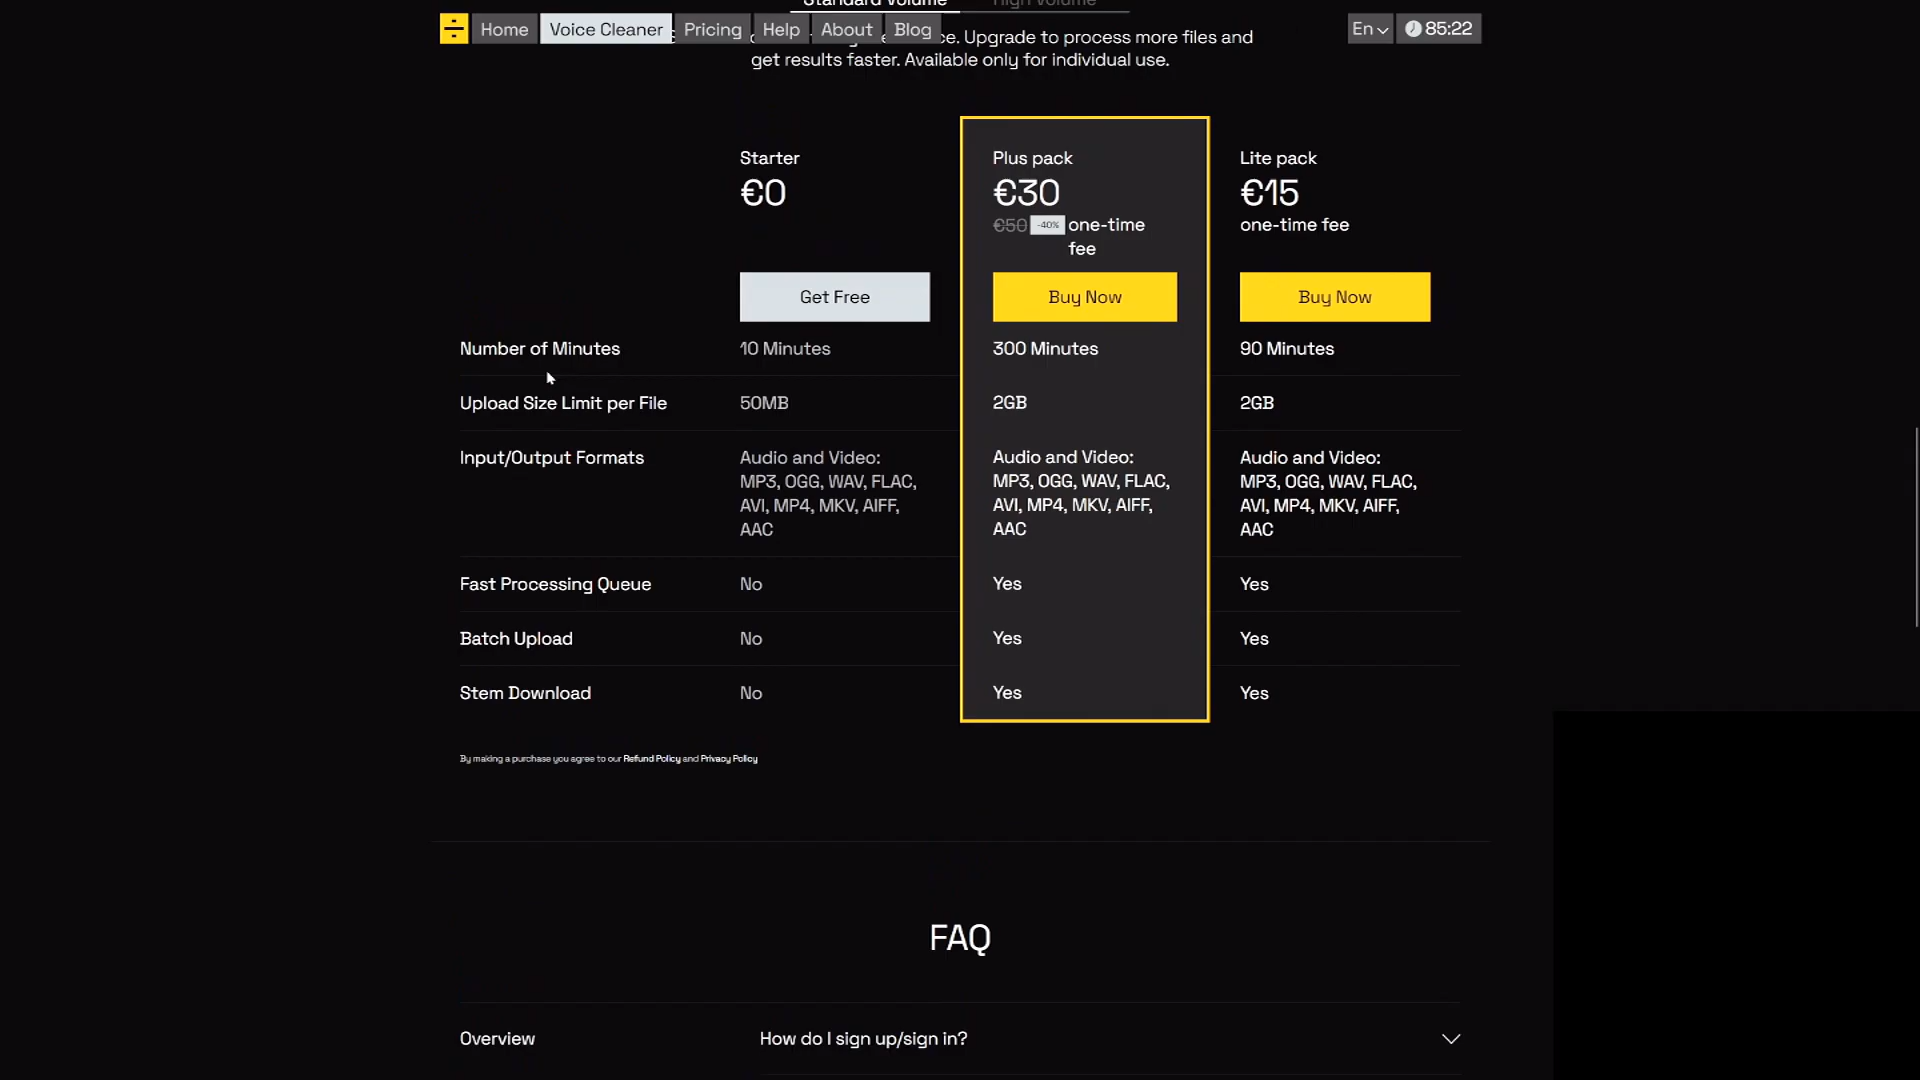 Standard Volume High Volume
Home Voice Cleaner Pricing Help About Blog En 85:22
ce. Upgrade to process more files and
get results faster. Available only for individual use.
Starter
€0
Get Free
Plus pack
€30
€50 -40% one-time
fee
Buy Now
Lite pack
€15
one-time fee
Buy Now
Number of Minutes 10 Minutes 300 Minutes 90 Minutes
Upload Size Limit per File 50MB 2GB 2GB
Input/Output Formats
Audio and Video:
MP3, OGG, WAV, FLAC,
AVI, MP4, MKV, AIFF,
AAC
Audio and Video:
MP3, OGG, WAV, FLAC,
AVI, MP4, MKV, AIFF,
AAC
Audio and Video:
MP3, OGG, WAV, FLAC,
AVI, MP4, MKV, AIFF,
AAC
Fast Processing Queue No Yes Yes
Batch Upload No Yes Yes
Stem Download No Yes Yes
By making a purchase you agree to our Refund Policy and Privacy Policy
FAQ
Overview How do I sign up/sign in?